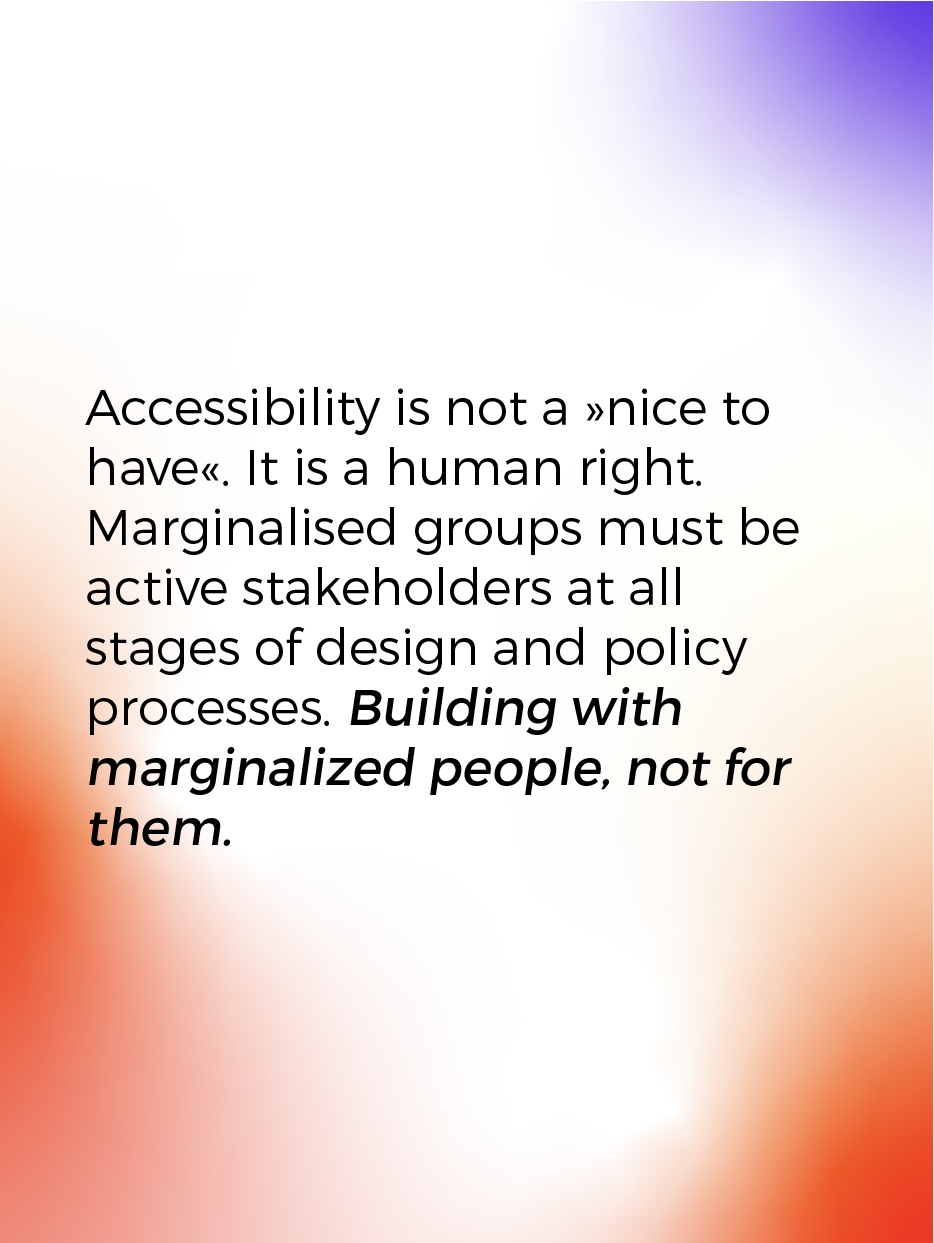 Accessibility is not a »nice to
have«. It is a human right.
Marginalised groups must be
active stakeholders at all
stages of design and policy
processes. Building with
marginalized people, not for
them.